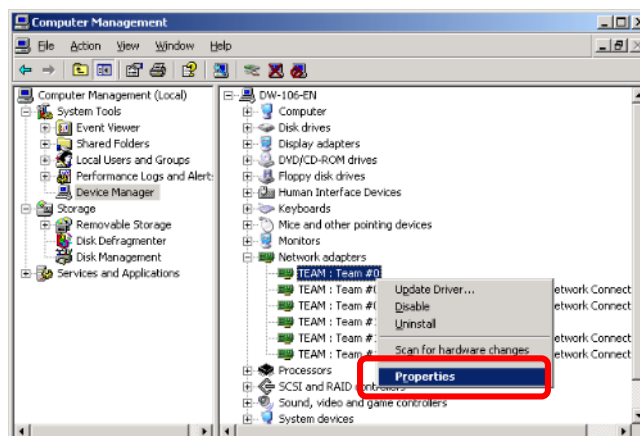 Computer Management
File Action View Window Help
Computer Management (Local)
System Tools
Event Viewer
Shared Folders
Local Users and Groups
Performance Logs and Alert:
Device Manager
Storage
Removable Storage
Disk Defragmenter
Disk Management
Services and Applications
DW-106-EN
Computer
Disk drives
Display adapters
DVD/CD-ROM drives
Floppy disk drives
Human Interface Devices
Keyboards
Mice and other pointing devices
Monitors
Network adapters
TEAM : Team #0
TEAM : Team #0 etwork Connect
TEAM : Team #0 etwork Connect
TEAM : Team #
TEAM : Team # etwork Connect
TEAM : Team # etwork Connect
Processors
SCSI and RAID controllers
Sound, video and game controllers
System devices
Update Driver...
Disable
Uninstall
Scan for hardware changes
Properties